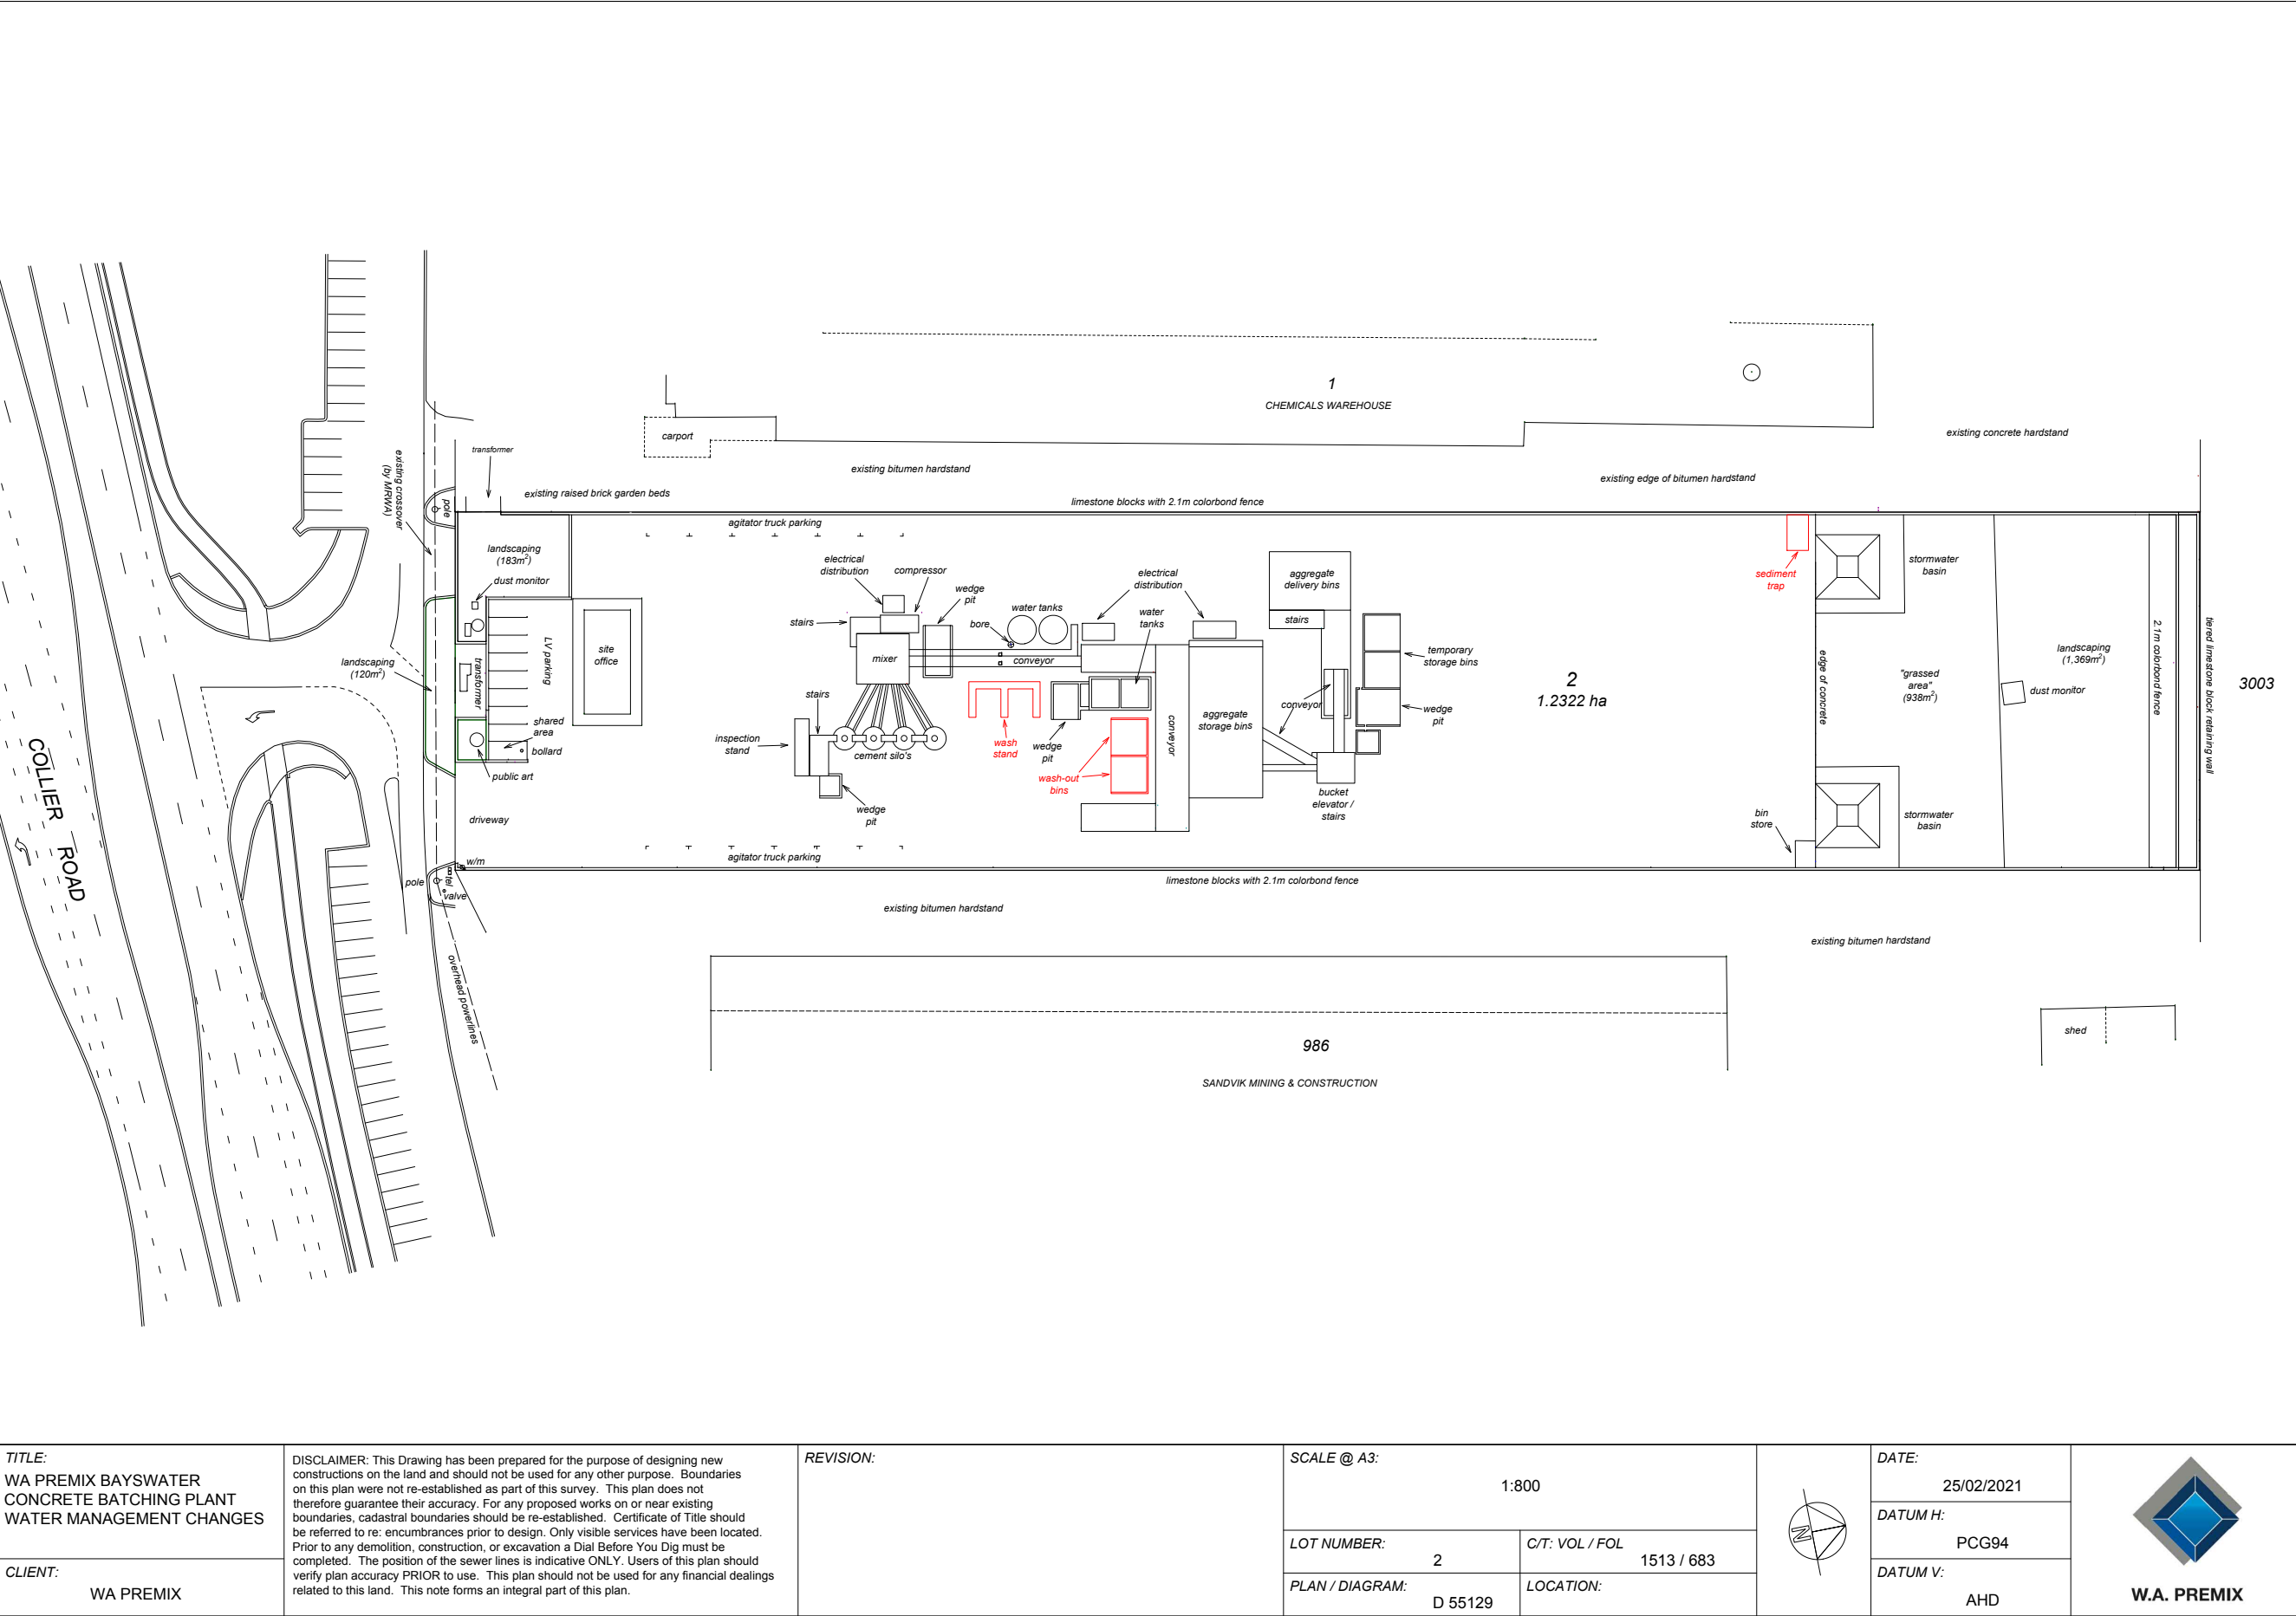 1
CHEMICALS WAREHOUSE
carport
existing concrete hardstand
transformer
existing crossover
(by MRWA)
existing bitumen hardstand
existing edge of bitumen hardstand
existing raised brick garden beds
limestone blocks with 2.1m colorbond fence
pole
agitator truck parking
landscaping
(183m²)
dust monitor
electrical
distribution
compressor
wedge
pit
electrical
distribution
aggregate
delivery bins
sediment
trap
stormwater
basin
stairs
water tanks
bore
water
tanks
stairs
landscaping
(120m²)
transformer
LV parking
site
office
mixer
conveyor
temporary
storage bins
2
1.2322 ha
edge of concrete
"grassed
area"
(938m²)
landscaping
(1,369m²)
dust monitor
2.1m colorbond fence
tiered limestone block retaining wall
3003
stairs
shared
area
bollard
public art
inspection
stand
cement silo's
wash
stand
wedge
pit
conveyor
aggregate
storage bins
conveyor
wedge
pit
wash-out
bins
bucket
elevator /
stairs
wedge
pit
bin
store
stormwater
basin
COLLIER ROAD
driveway
w/m
agitator truck parking
pole
tel
valve
limestone blocks with 2.1m colorbond fence
existing bitumen hardstand
existing bitumen hardstand
overhead powerlines
986
SANDVIK MINING & CONSTRUCTION
shed
TITLE:
WA PREMIX BAYSWATER
CONCRETE BATCHING PLANT
WATER MANAGEMENT CHANGES
CLIENT:
WA PREMIX
DISCLAIMER: This Drawing has been prepared for the purpose of designing new
constructions on the land and should not be used for any other purpose. Boundaries
on this plan were not re-established as part of this survey. This plan does not
therefore guarantee their accuracy. For any proposed works on or near existing
boundaries, cadastral boundaries should be re-established. Certificate of Title should
be referred to re: encumbrances prior to design. Only visible services have been located.
Prior to any demolition, construction, or excavation a Dial Before You Dig must be
completed. The position of the sewer lines is indicative ONLY. Users of this plan should
verify plan accuracy PRIOR to use. This plan should not be used for any financial dealings
related to this land. This note forms an integral part of this plan.
REVISION:
SCALE @ A3:
1:800
LOT NUMBER:
2
C/T: VOL / FOL
1513 / 683
PLAN / DIAGRAM:
D 55129
LOCATION:
N
DATE:
25/02/2021
DATUM H:
PCG94
DATUM V:
AHD
W.A. PREMIX